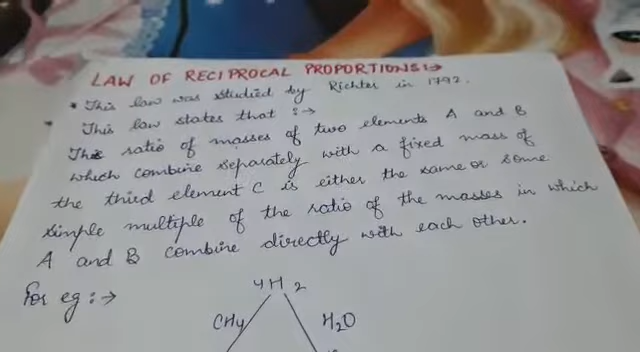 LAW OF RECIPROCAL PROPORTIONS:→
* This law was studied by Richter in 1792.
This law states that :→
The ratio of masses of two elements A and B
which combine separately with a fixed mass of
the third element C is either the same or some
simple multiple of the ratio of the masses in which
A and B combine directly with each other.
For eg:→
4H2
CH4 H2O